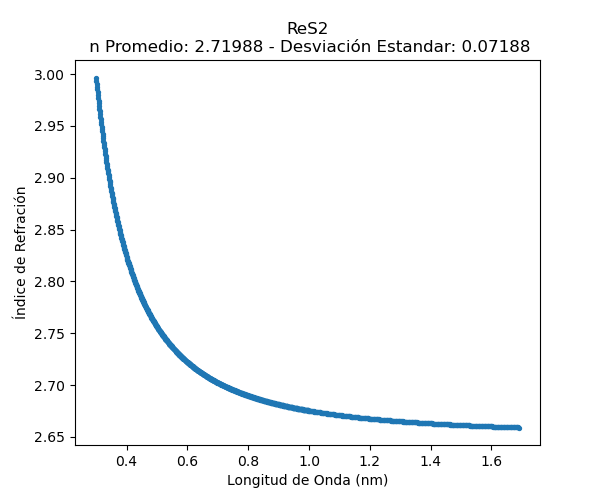 ReS2
n Promedio: 2.71988 - Desviación Estandar: 0.07188
3.00
2.95
2.90
2.85
2.80
2.75
2.70
2.65
Índice de Refración
0.4 0.6 0.8 1.0 1.2 1.4 1.6
Longitud de Onda (nm)